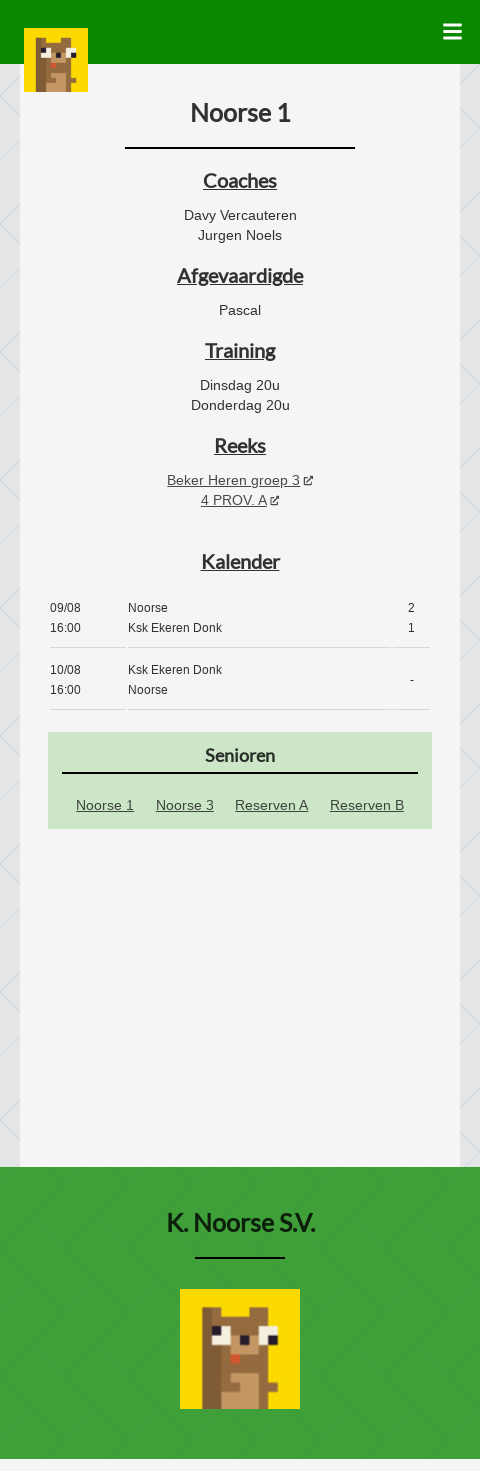 Noorse 1
Coaches
Davy Vercauteren
Jurgen Noels
Afgevaardigde
Pascal
Training
Dinsdag 20u
Donderdag 20u
Reeks
Beker Heren groep 3
4 PROV. A
Kalender
09/08 Noorse 2
16:00 Ksk Ekeren Donk 1
10/08 Ksk Ekeren Donk
-
16:00 Noorse
Senioren
Noorse 1 Noorse 3 Reserven A Reserven B
K. Noorse S.V.